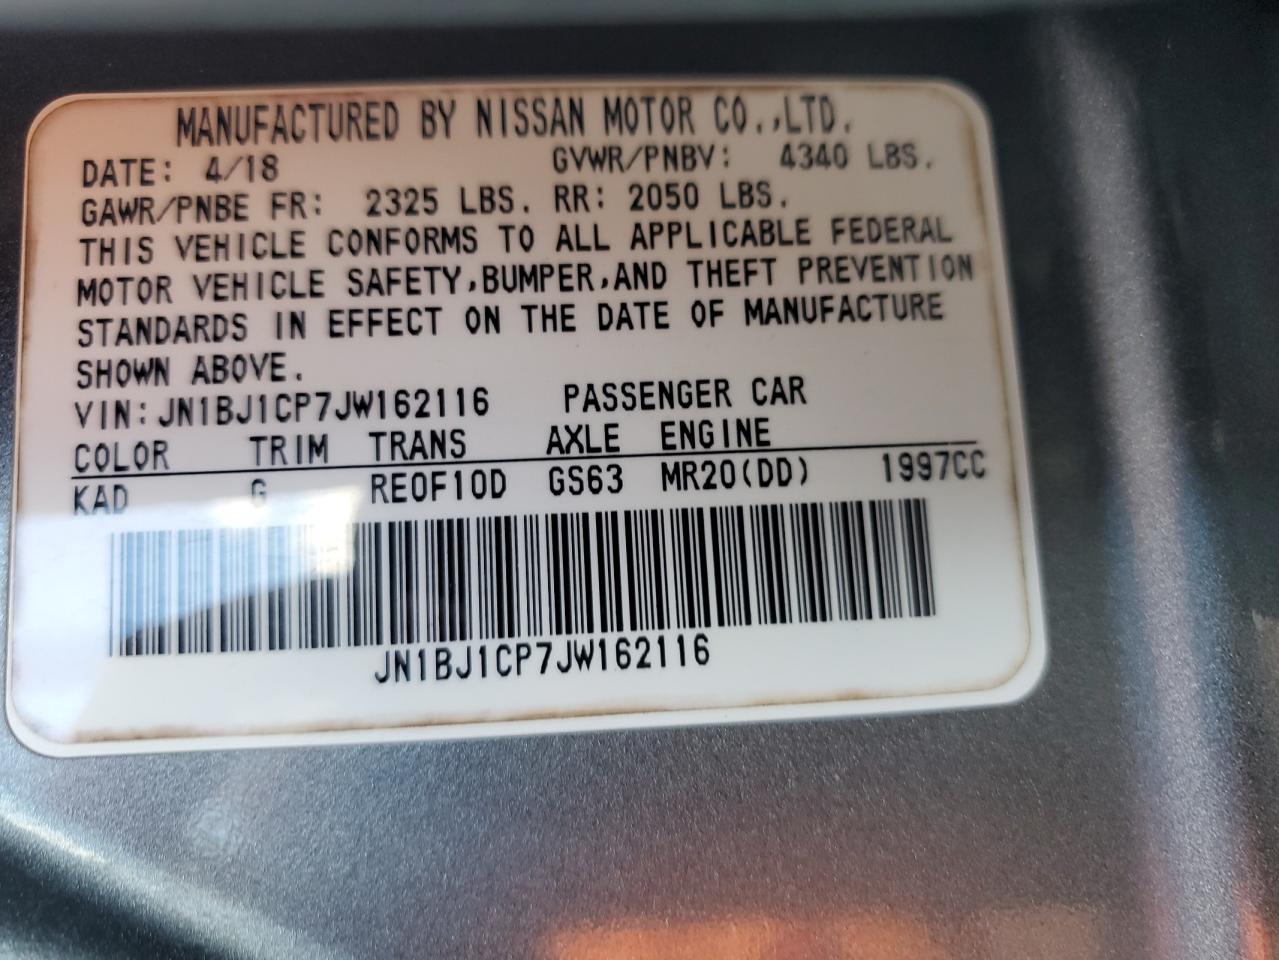 MANUFACTURED BY NISSAN MOTOR CO.,LTD.
DATE: 4/18 GVWR/PNBV: 4340 LBS.
GAWR/PNBE FR: 2325 LBS. RR: 2050 LBS.
THIS VEHICLE CONFORMS TO ALL APPLICABLE FEDERAL
MOTOR VEHICLE SAFETY,BUMPER,AND THEFT PREVENTION
STANDARDS IN EFFECT ON THE DATE OF MANUFACTURE
SHOWN ABOVE.
VIN:JN1BJ1CP7JW162116 PASSENGER CAR
COLOR TRIM TRANS AXLE ENGINE
KAD G RE0F10D GS63 MR20(DD) 1997CC
JN1BJ1CP7JW162116